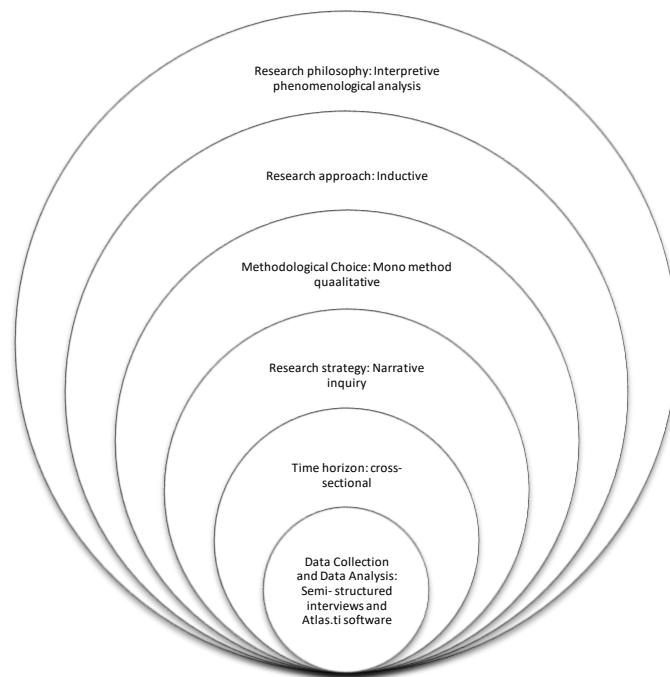 Research philosophy: Interpretive
phenomenological analysis
Research approach: Inductive
Methodological Choice: Mono method
quaalitative
Research strategy: Narrative
inquiry
Time horizon: cross-
sectional
Data Collection
and Data Analysis:
Semi- structured
interviews and
Atlas.ti software